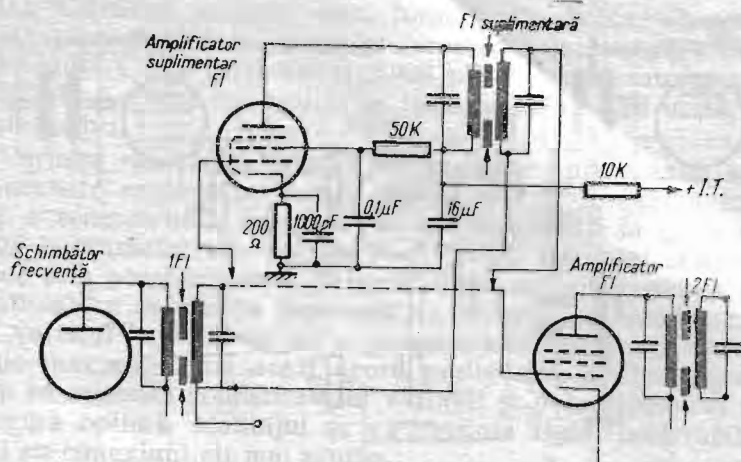 FI suplimentară
Amplificator
suplimentar
FI
50K
10K
+ I.T.
200
Ω
1000pF
0,1µF
16µF
Schimbător
frecvență
1FI
Amplificator
FI
2FI